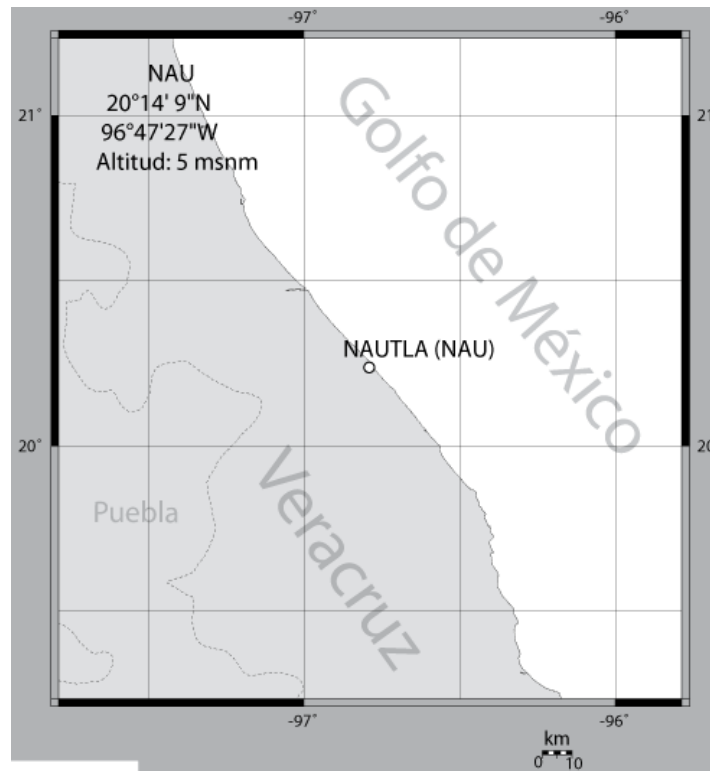 -97°
-96°
NAU
20°14' 9"N
96°47'27"W
Altitud: 5 msnm
21°
Golfo de México
NAUTLA (NAU)
20°
20
Puebla
Veracruz
-97°
-96°
km
0 10